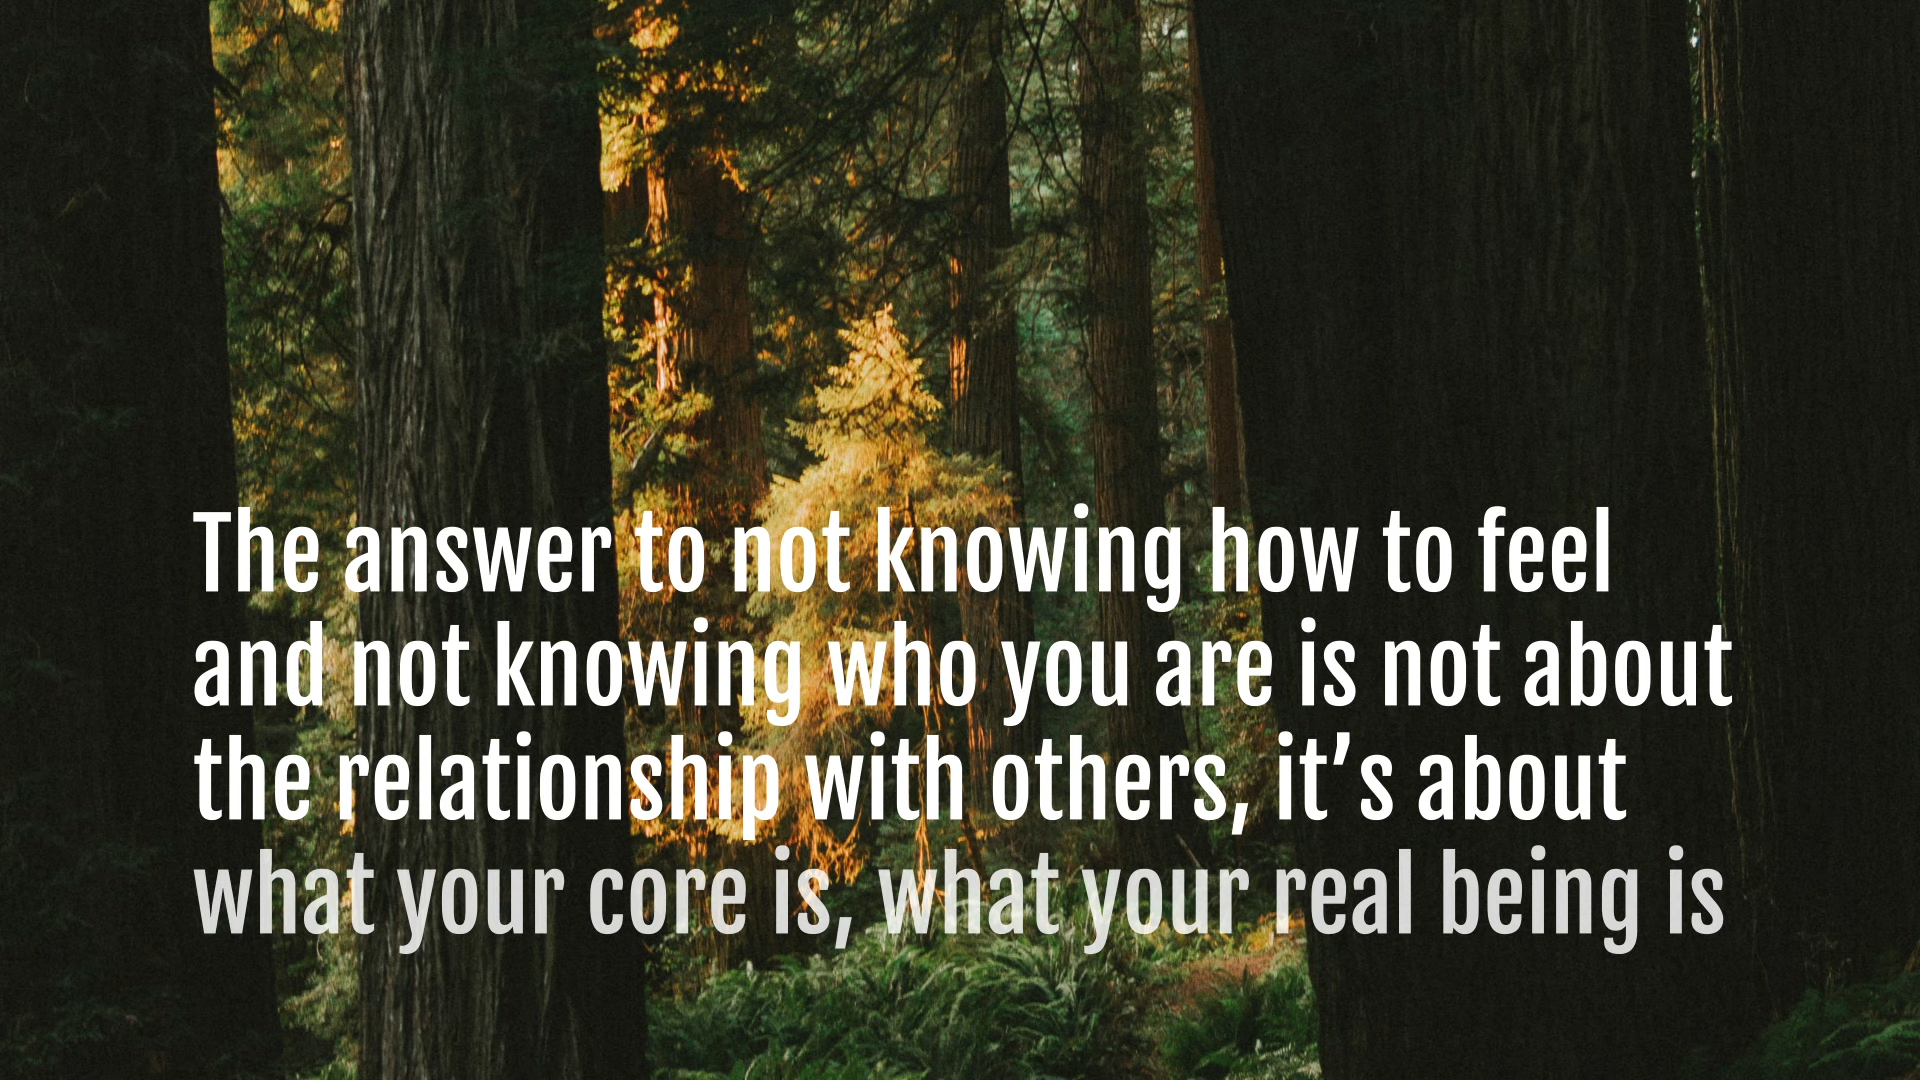 The answer to not knowing how to feel
and not knowing who you are is not about
the relationship with others, it’s about
what your core is, what your real being is